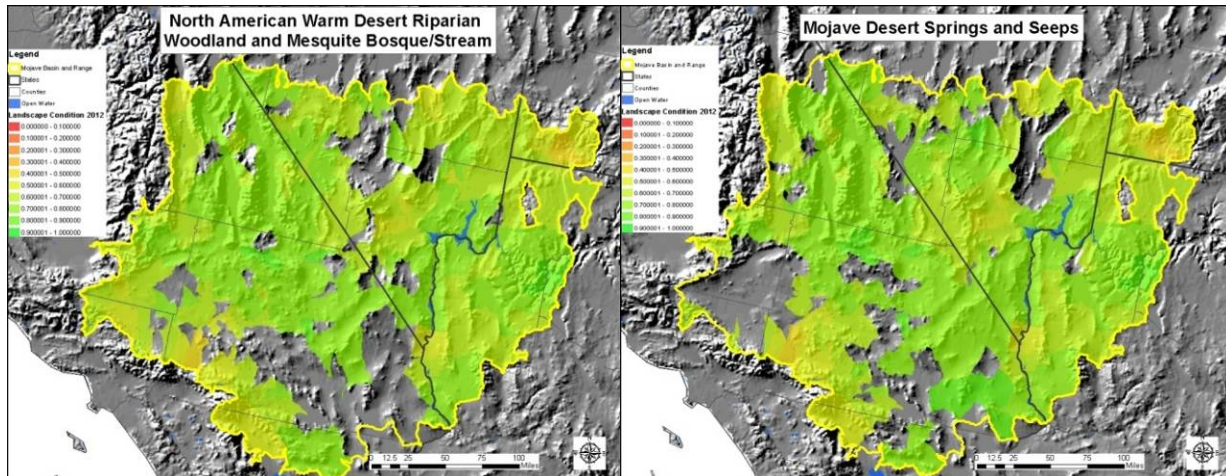 North American Warm Desert Riparian
Woodland and Mesquite Bosque/Stream
Legend
Mojave Basin and Range
States
Counties
Open Water
Landscape Condition 2012
0.000000 - 0.100000
0.100001 - 0.200000
0.200001 - 0.300000
0.300001 - 0.400000
0.400001 - 0.500000
0.500001 - 0.600000
0.600001 - 0.700000
0.700001 - 0.800000
0.800001 - 0.900000
0.900001 - 1.000000
0 12.5 25 50 75 100
Miles
Mojave Desert Springs and Seeps
Legend
Mojave Basin and Range
States
Counties
Open Water
Landscape Condition 2012
0.000000 - 0.100000
0.100001 - 0.200000
0.200001 - 0.300000
0.300001 - 0.400000
0.400001 - 0.500000
0.500001 - 0.600000
0.600001 - 0.700000
0.700001 - 0.800000
0.800001 - 0.900000
0.900001 - 1.000000
0 12.5 25 50 75 100
Miles